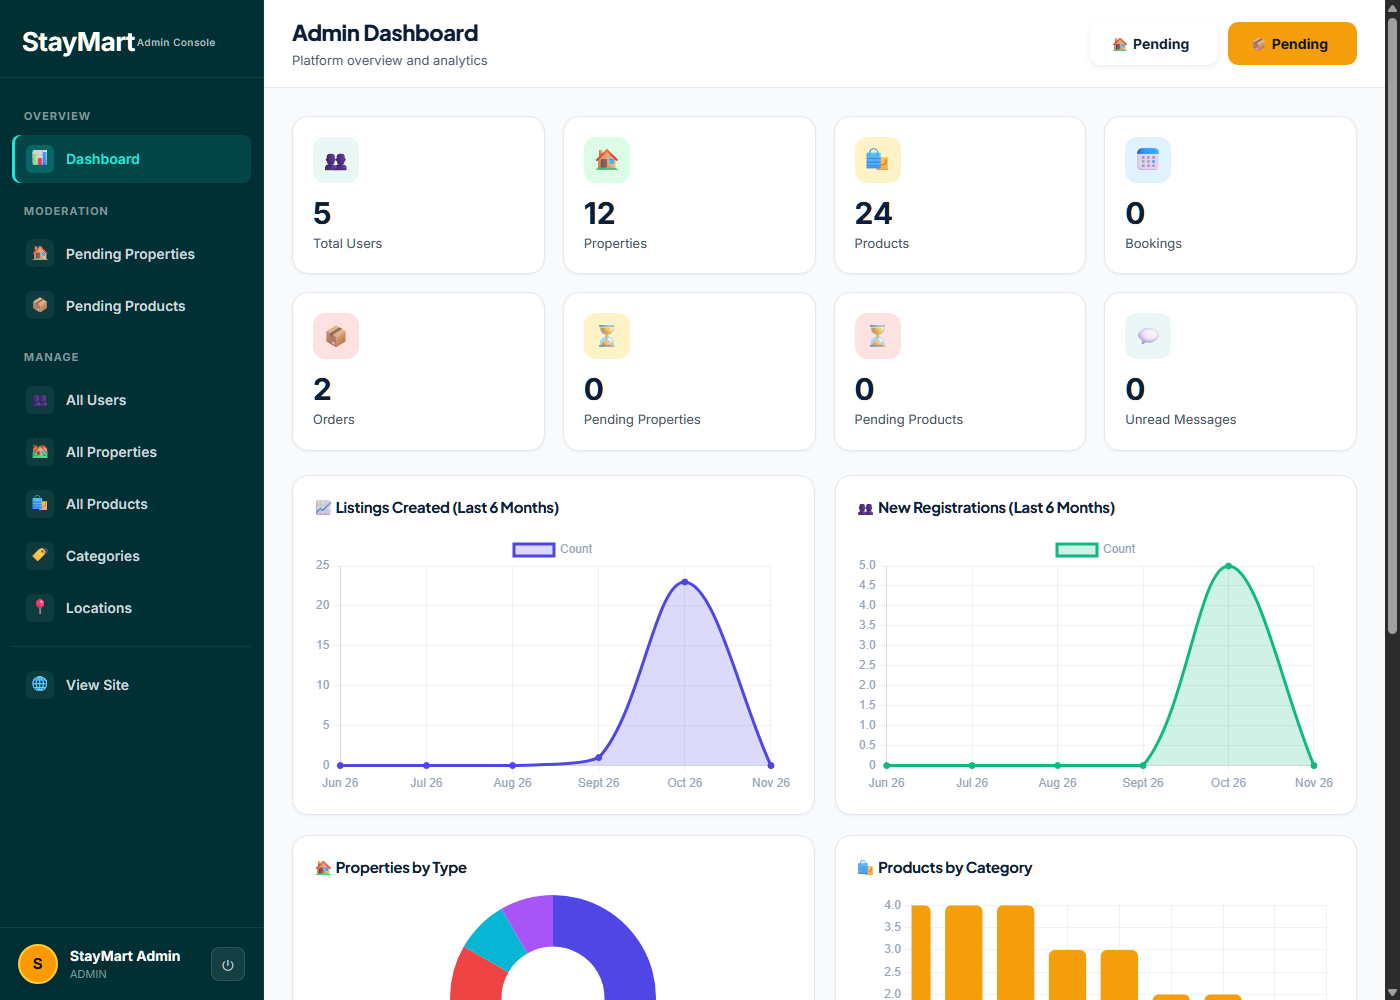 StayMart Admin Console
OVERVIEW
Dashboard
MODERATION
Pending Properties
Pending Products
MANAGE
All Users
All Properties
All Products
Categories
Locations
View Site
S
StayMart Admin
ADMIN
Admin Dashboard
Platform overview and analytics
Pending
Pending
5
Total Users
12
Properties
24
Products
0
Bookings
2
Orders
0
Pending Properties
0
Pending Products
0
Unread Messages
Listings Created (Last 6 Months)
Count
25
20
15
10
5
0
Jun 26 Jul 26 Aug 26 Sept 26 Oct 26 Nov 26
New Registrations (Last 6 Months)
Count
5.0
4.5
4.0
3.5
3.0
2.5
2.0
1.5
1.0
0.5
0
Jun 26 Jul 26 Aug 26 Sept 26 Oct 26 Nov 26
Properties by Type
Products by Category
4.0
3.5
3.0
2.5
2.0